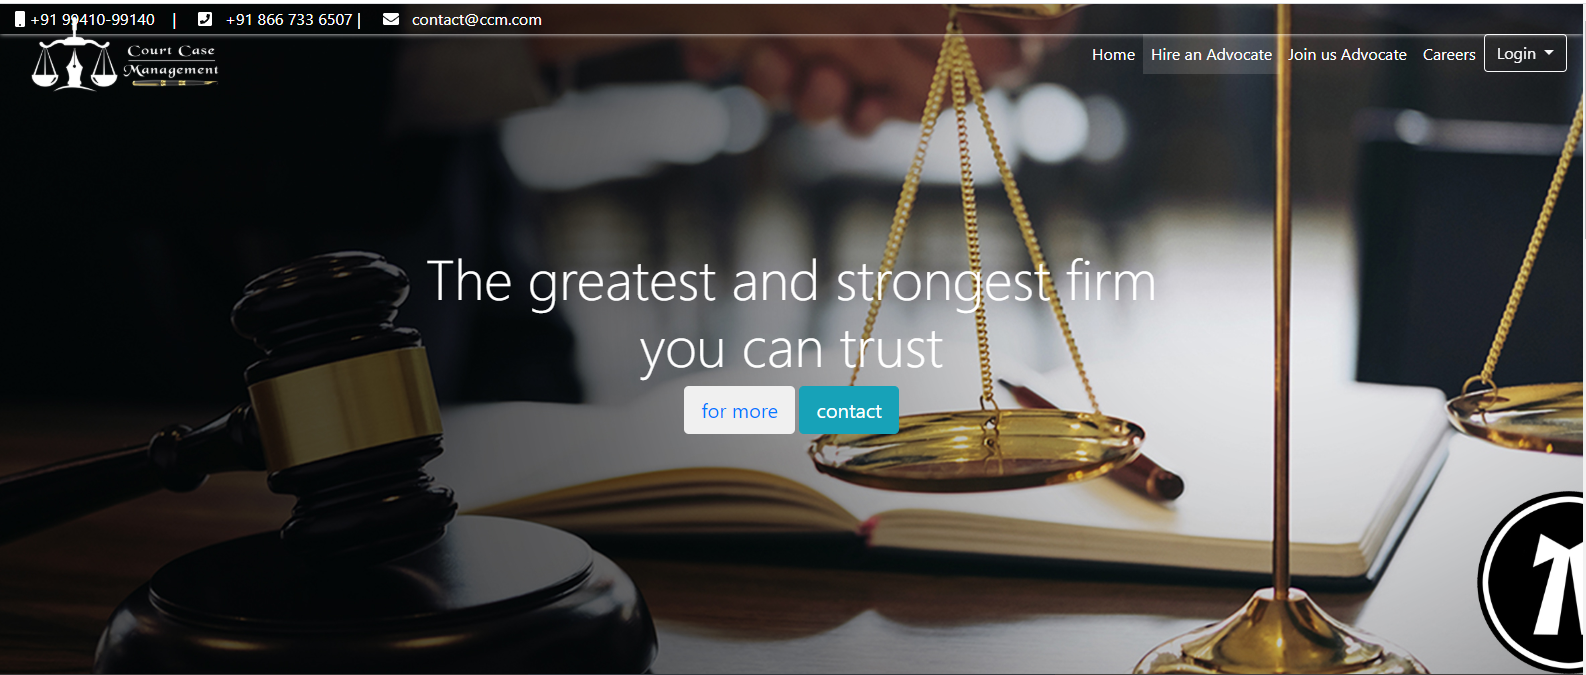 +91 99410-99140 | +91 866 733 6507 | contact@ccm.com
Court Case
Management
Home Hire an Advocate Join us Advocate Careers Login
The greatest and strongest firm
you can trust
for more contact